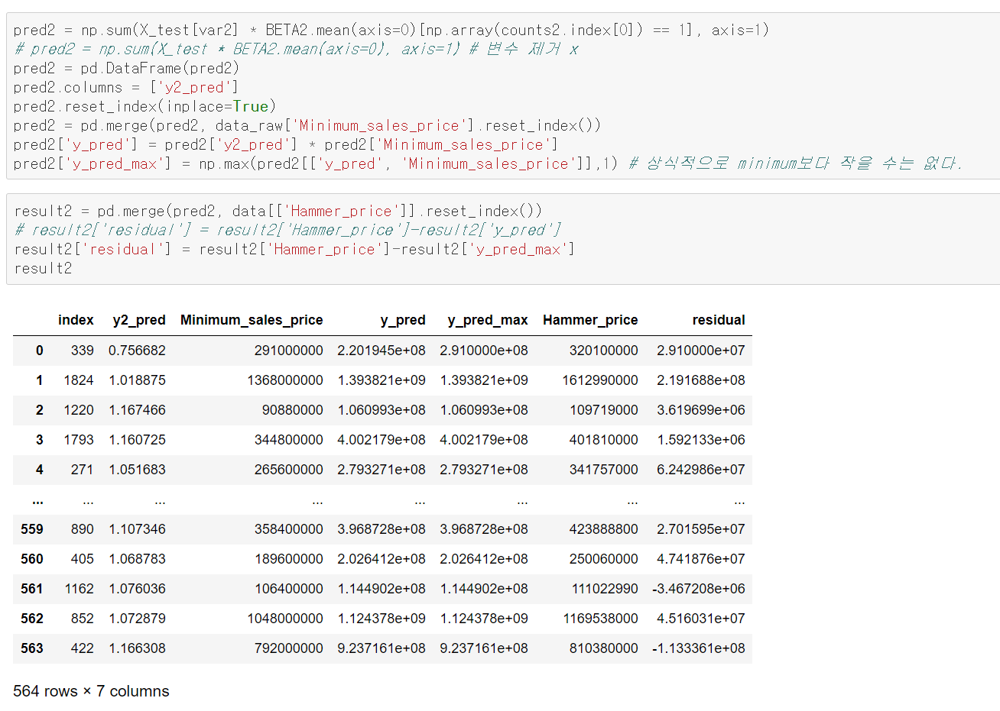 pred2 = np.sum(X_test[var2] * BETA2.mean(axis=0)[np.array(counts2.index[0]) == 1], axis=1)
# pred2 = np.sum(X_test * BETA2.mean(axis=0), axis=1) # 변수 제거 x
pred2 = pd.DataFrame(pred2)
pred2.columns = ['y2_pred']
pred2.reset_index(inplace=True)
pred2 = pd.merge(pred2, data_raw['Minimum_sales_price'].reset_index())
pred2['y_pred'] = pred2['y2_pred'] * pred2['Minimum_sales_price']
pred2['y_pred_max'] = np.max(pred2[['y_pred', 'Minimum_sales_price']],1) # 상식적으로 minimum보다 작을 수는 없다.
result2 = pd.merge(pred2, data[['Hammer_price']].reset_index())
# result2['residual'] = result2['Hammer_price']-result2['y_pred']
result2['residual'] = result2['Hammer_price']-result2['y_pred_max']
result2
index y2_pred Minimum_sales_price y_pred y_pred_max Hammer_price residual
0 339 0.756682 291000000 2.201945e+08 2.910000e+08 320100000 2.910000e+07
1 1824 1.018875 1368000000 1.393821e+09 1.393821e+09 1612990000 2.191688e+08
2 1220 1.167466 90880000 1.060993e+08 1.060993e+08 109719000 3.619699e+06
3 1793 1.160725 344800000 4.002179e+08 4.002179e+08 401810000 1.592133e+06
4 271 1.051683 265600000 2.793271e+08 2.793271e+08 341757000 6.242986e+07
... ... ... ... ... ... ... ...
559 890 1.107346 358400000 3.968728e+08 3.968728e+08 423888800 2.701595e+07
560 405 1.068783 189600000 2.026412e+08 2.026412e+08 250060000 4.741876e+07
561 1162 1.076036 106400000 1.144902e+08 1.144902e+08 111022990 -3.467208e+06
562 852 1.072879 1048000000 1.124378e+09 1.124378e+09 1169538000 4.516031e+07
563 422 1.166308 792000000 9.237161e+08 9.237161e+08 810380000 -1.133361e+08
564 rows × 7 columns